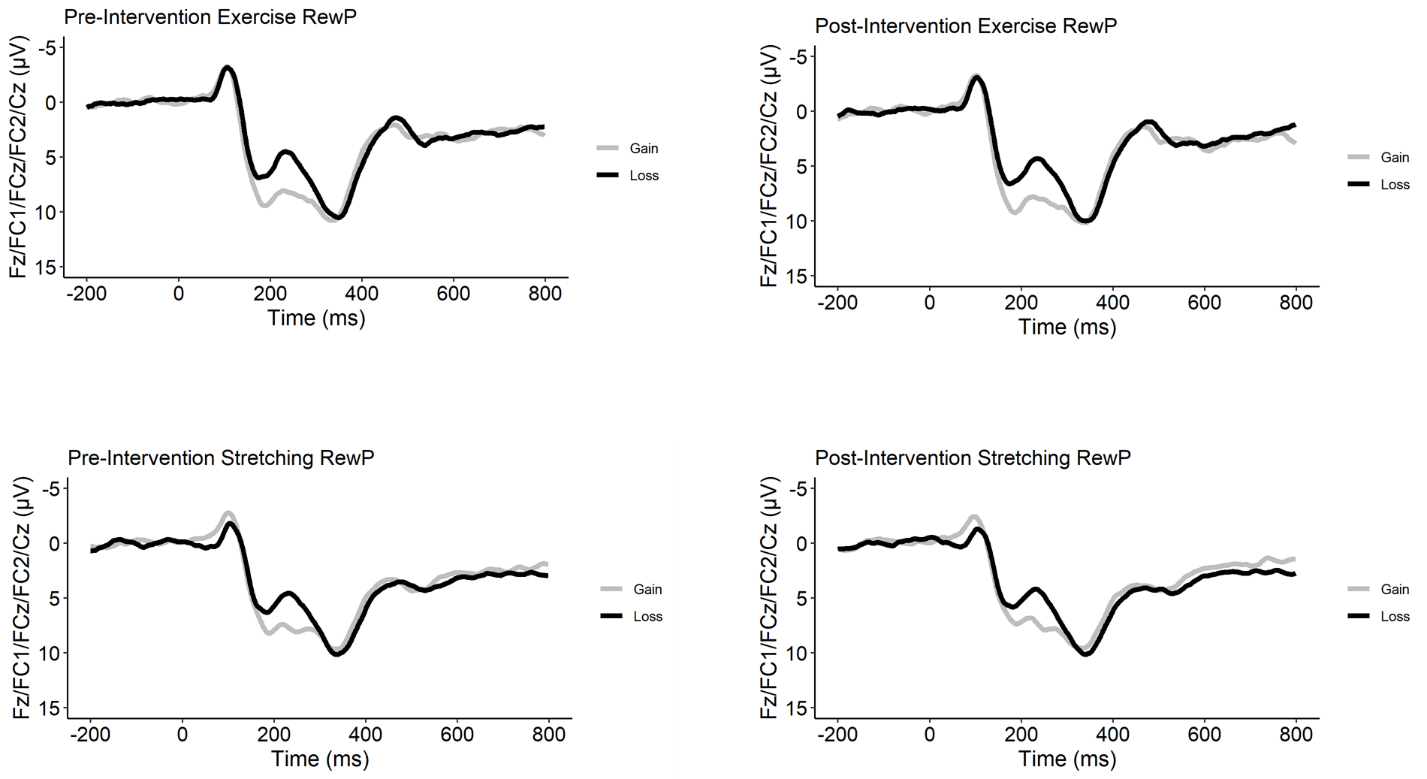 Pre-Intervention Exercise RewP
Fz/FC1/FCz/FC2/Cz (µV)
-5
0
5
10
15
-200 0 200 400 600 800
Time (ms)
Gain
Loss
Post-Intervention Exercise RewP
Fz/FC1/FCz/FC2/Cz (µV)
-5
0
5
10
15
-200 0 200 400 600 800
Time (ms)
Gain
Loss
Pre-Intervention Stretching RewP
Fz/FC1/FCz/FC2/Cz (µV)
-5
0
5
10
15
-200 0 200 400 600 800
Time (ms)
Gain
Loss
Post-Intervention Stretching RewP
Fz/FC1/FCz/FC2/Cz (µV)
-5
0
5
10
15
-200 0 200 400 600 800
Time (ms)
Gain
Loss